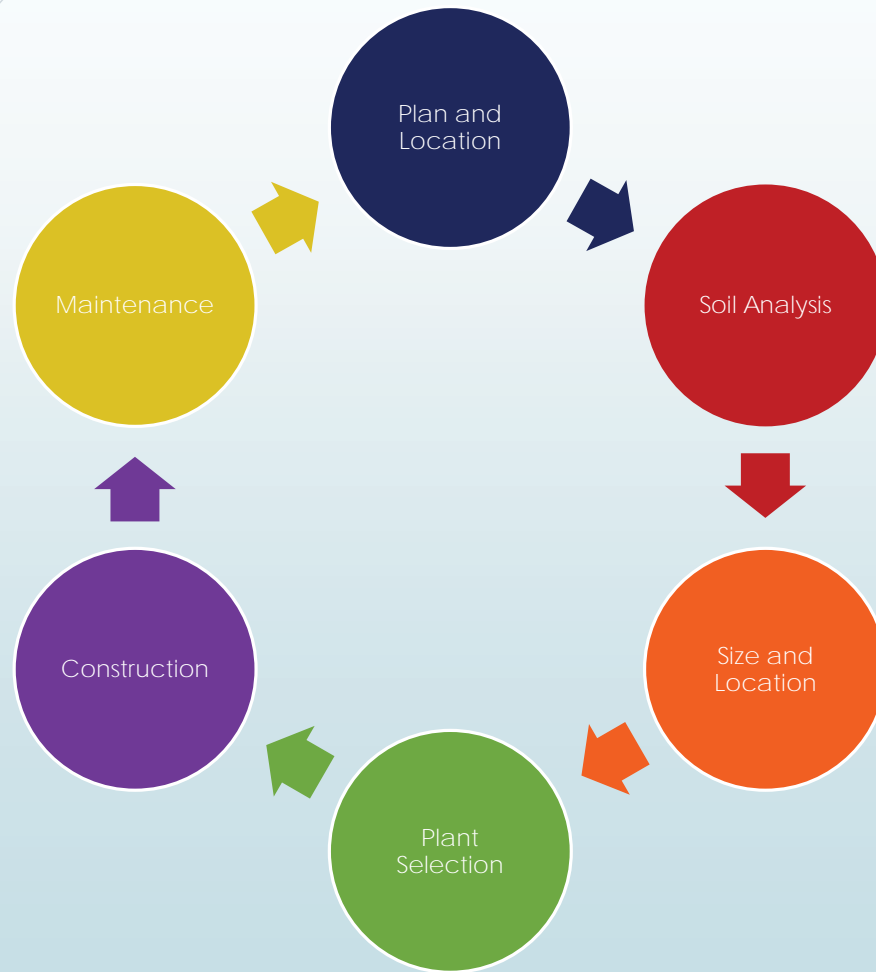 Plan and
Location
Soil Analysis
Size and
Location
Plant
Selection
Construction
Maintenance